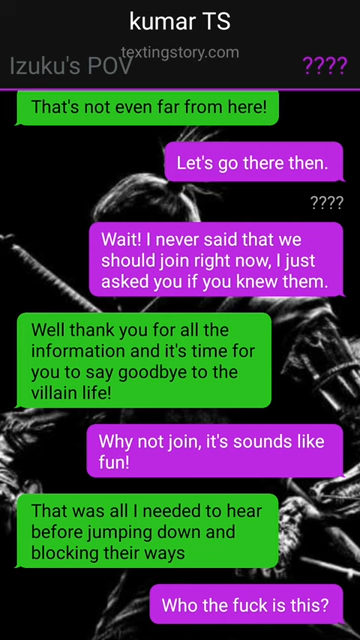 kumar TS
textingstory.com
Izuku's POV
????
That's not even far from here!
Let's go there then.
????
Wait! I never said that we
should join right now, I just
asked you if you knew them.
Well thank you for all the
information and it's time for
you to say goodbye to the
villain life!
Why not join, it's sounds like
fun!
That was all I needed to hear
before jumping down and
blocking their ways
Who the fuck is this?